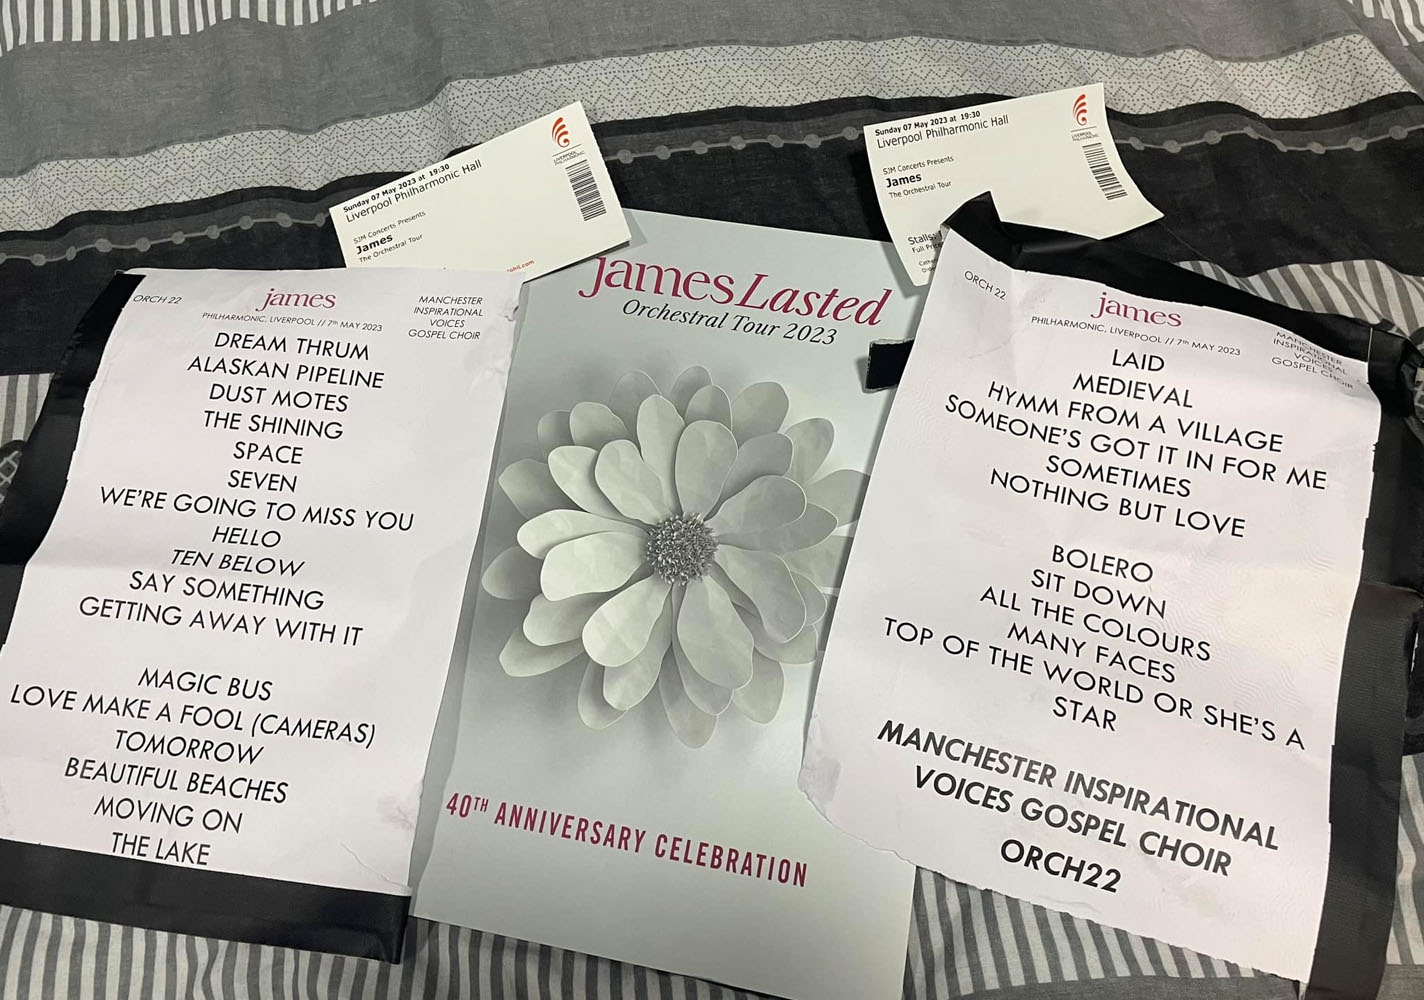 Sunday 07 May 2023 at 19:30
Liverpool Philharmonic Hall
SJM Concerts Presents
James
The Orchestral Tour
LIVERPOOL
PHILHARMONIC
Sunday 07 May 2023 at 19:30
Liverpool Philharmonic Hall
SJM Concerts Presents
James
The Orchestral Tour
Stalls:
Full Price
LIVERPOOL
PHILHARMONIC
ORCH 22
james
PHILHARMONIC, LIVERPOOL // 7th MAY 2023
MANCHESTER
INSPIRATIONAL
VOICES
GOSPEL CHOIR
DREAM THRUM
ALASKAN PIPELINE
DUST MOTES
THE SHINING
SPACE
SEVEN
WE'RE GOING TO MISS YOU
HELLO
TEN BELOW
SAY SOMETHING
GETTING AWAY WITH IT
MAGIC BUS
LOVE MAKE A FOOL (CAMERAS)
TOMORROW
BEAUTIFUL BEACHES
MOVING ON
THE LAKE
james Lasted
Orchestral Tour 2023
40TH ANNIVERSARY CELEBRATION
ORCH 22
james
PHILHARMONIC, LIVERPOOL // 7th MAY 2023
MANCHESTER
INSPIRATIONAL
VOICES
GOSPEL CHOIR
LAID
MEDIEVAL
HYMM FROM A VILLAGE
SOMEONE'S GOT IT IN FOR ME
SOMETIMES
NOTHING BUT LOVE
BOLERO
SIT DOWN
ALL THE COLOURS
MANY FACES
TOP OF THE WORLD OR SHE'S A
STAR
MANCHESTER INSPIRATIONAL
VOICES GOSPEL CHOIR
ORCH22